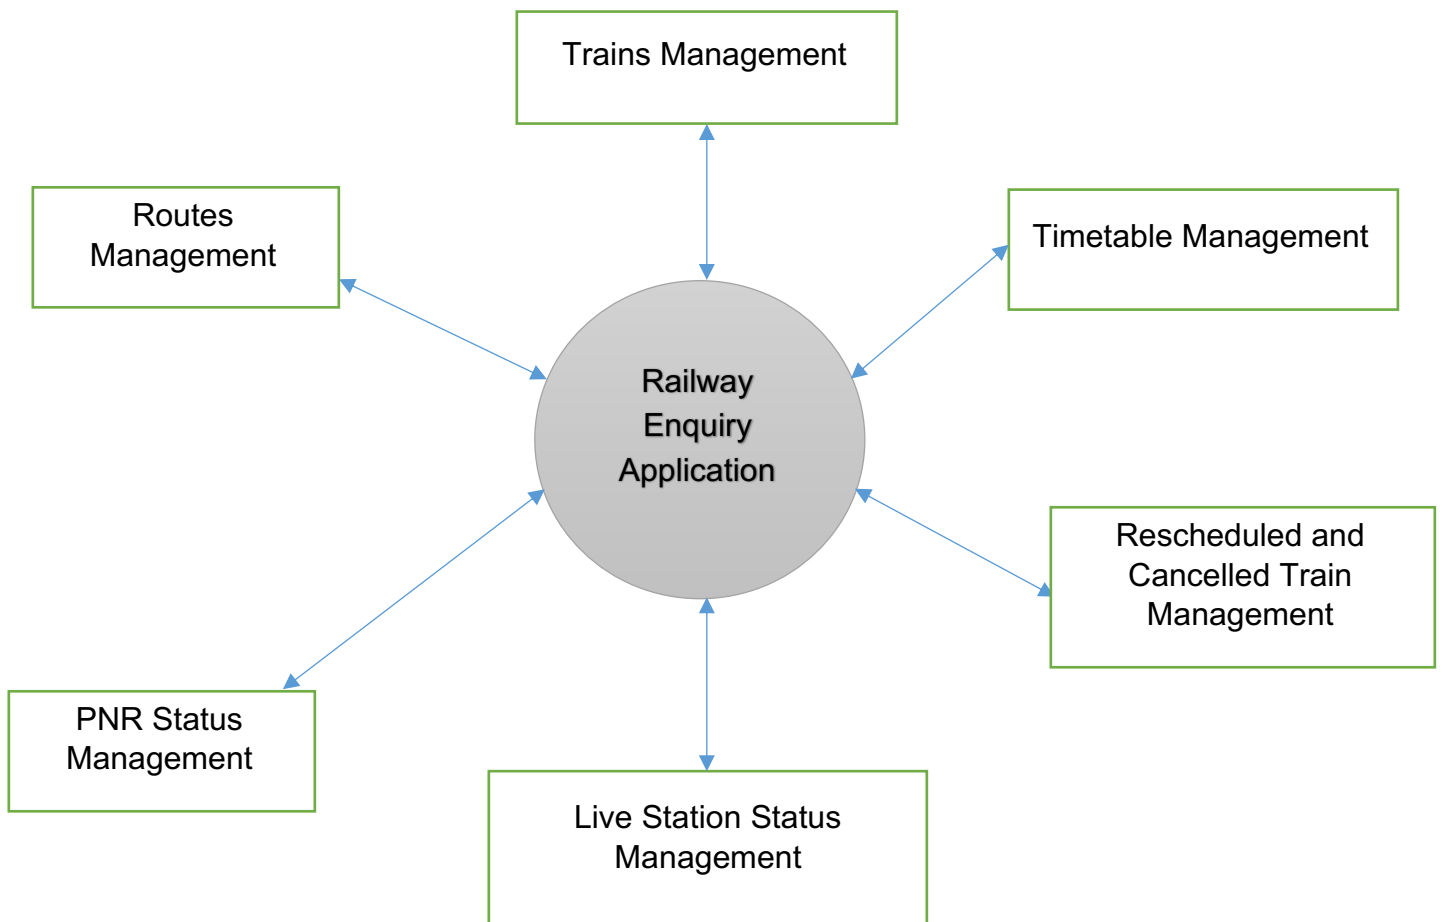 Trains Management
Routes
Management
Timetable Management
Railway
Enquiry
Application
Rescheduled and
Cancelled Train
Management
PNR Status
Management
Live Station Status
Management